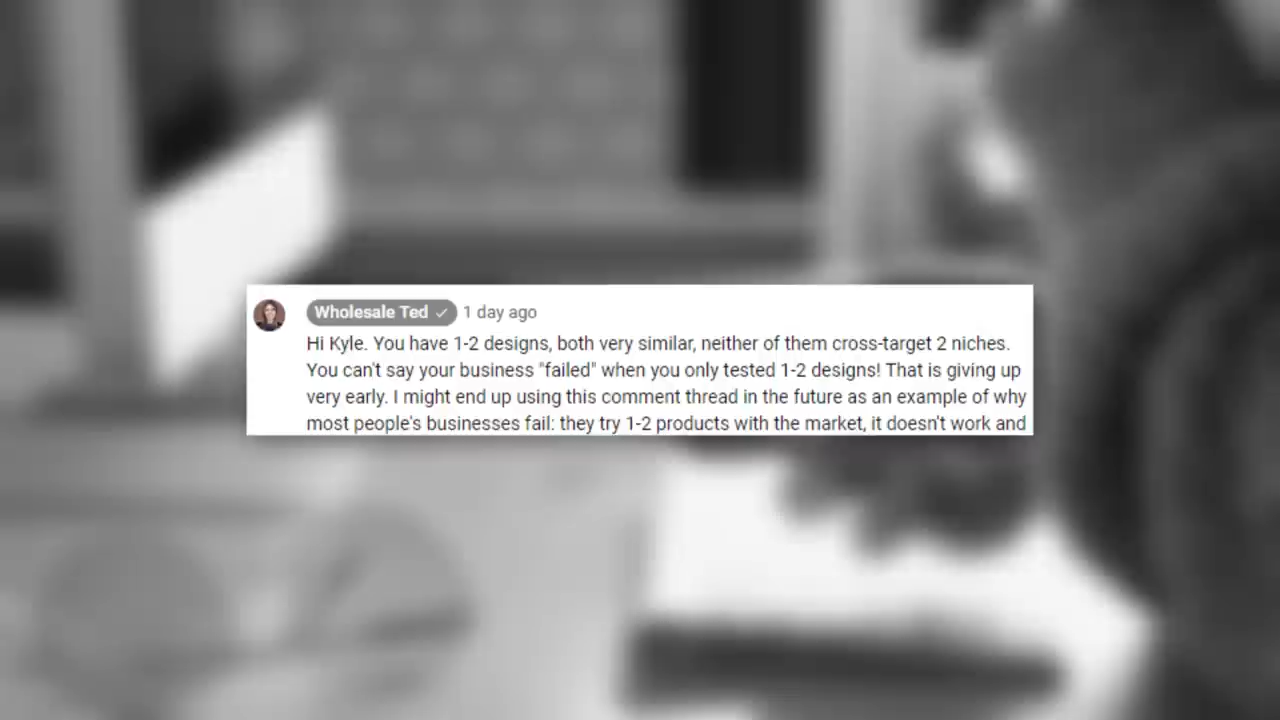 Wholesale Ted ✓ 1 day ago
Hi Kyle. You have 1-2 designs, both very similar, neither of them cross-target 2 niches.
You can't say your business "failed" when you only tested 1-2 designs! That is giving up
very early. I might end up using this comment thread in the future as an example of why
most people's businesses fail: they try 1-2 products with the market, it doesn't work and